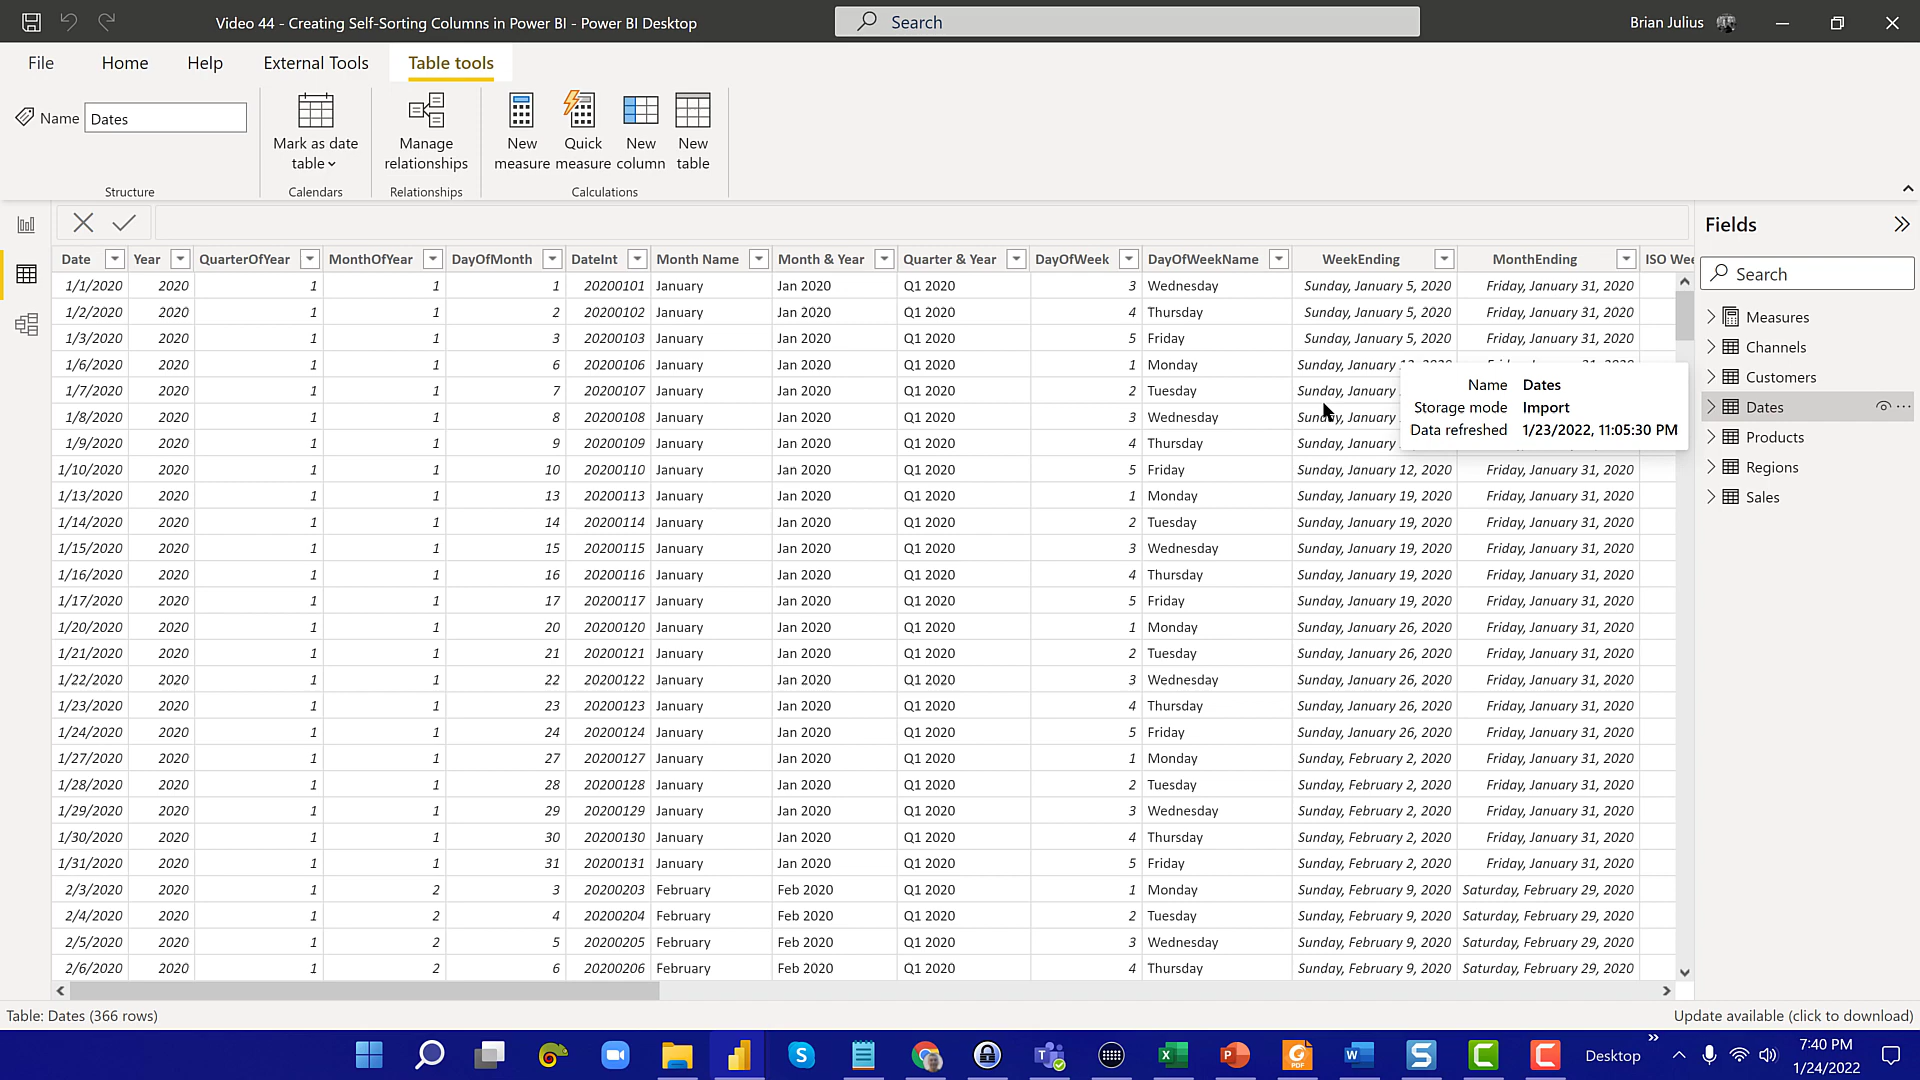 Video 44 - Creating Self-Sorting Columns in Power BI - Power BI Desktop
Search
Brian Julius
File Home Help External Tools Table tools
Name Dates
Mark as date table
Manage relationships
New measure
Quick measure
New column
New table
Structure Calendars Relationships Calculations
Date Year QuarterOfYear MonthOfYear DayOfMonth DateInt Month Name Month & Year Quarter & Year DayOfWeek DayOfWeekName WeekEnding MonthEnding ISO Wee
1/1/2020 2020 1 1 1 20200101 January Jan 2020 Q1 2020 3 Wednesday Sunday, January 5, 2020 Friday, January 31, 2020
1/2/2020 2020 1 1 2 20200102 January Jan 2020 Q1 2020 4 Thursday Sunday, January 5, 2020 Friday, January 31, 2020
1/3/2020 2020 1 1 3 20200103 January Jan 2020 Q1 2020 5 Friday Sunday, January 5, 2020 Friday, January 31, 2020
1/6/2020 2020 1 1 6 20200106 January Jan 2020 Q1 2020 1 Monday Sunday, January
1/7/2020 2020 1 1 7 20200107 January Jan 2020 Q1 2020 2 Tuesday Sunday, January
1/8/2020 2020 1 1 8 20200108 January Jan 2020 Q1 2020 3 Wednesday Sunday, January
1/9/2020 2020 1 1 9 20200109 January Jan 2020 Q1 2020 4 Thursday Sunday, January
1/10/2020 2020 1 1 10 20200110 January Jan 2020 Q1 2020 5 Friday Sunday, January 12, 2020 Friday, January 31, 2020
1/13/2020 2020 1 1 13 20200113 January Jan 2020 Q1 2020 1 Monday Sunday, January 19, 2020 Friday, January 31, 2020
1/14/2020 2020 1 1 14 20200114 January Jan 2020 Q1 2020 2 Tuesday Sunday, January 19, 2020 Friday, January 31, 2020
1/15/2020 2020 1 1 15 20200115 January Jan 2020 Q1 2020 3 Wednesday Sunday, January 19, 2020 Friday, January 31, 2020
1/16/2020 2020 1 1 16 20200116 January Jan 2020 Q1 2020 4 Thursday Sunday, January 19, 2020 Friday, January 31, 2020
1/17/2020 2020 1 1 17 20200117 January Jan 2020 Q1 2020 5 Friday Sunday, January 19, 2020 Friday, January 31, 2020
1/20/2020 2020 1 1 20 20200120 January Jan 2020 Q1 2020 1 Monday Sunday, January 26, 2020 Friday, January 31, 2020
1/21/2020 2020 1 1 21 20200121 January Jan 2020 Q1 2020 2 Tuesday Sunday, January 26, 2020 Friday, January 31, 2020
1/22/2020 2020 1 1 22 20200122 January Jan 2020 Q1 2020 3 Wednesday Sunday, January 26, 2020 Friday, January 31, 2020
1/23/2020 2020 1 1 23 20200123 January Jan 2020 Q1 2020 4 Thursday Sunday, January 26, 2020 Friday, January 31, 2020
1/24/2020 2020 1 1 24 20200124 January Jan 2020 Q1 2020 5 Friday Sunday, January 26, 2020 Friday, January 31, 2020
1/27/2020 2020 1 1 27 20200127 January Jan 2020 Q1 2020 1 Monday Sunday, February 2, 2020 Friday, January 31, 2020
1/28/2020 2020 1 1 28 20200128 January Jan 2020 Q1 2020 2 Tuesday Sunday, February 2, 2020 Friday, January 31, 2020
1/29/2020 2020 1 1 29 20200129 January Jan 2020 Q1 2020 3 Wednesday Sunday, February 2, 2020 Friday, January 31, 2020
1/30/2020 2020 1 1 30 20200130 January Jan 2020 Q1 2020 4 Thursday Sunday, February 2, 2020 Friday, January 31, 2020
1/31/2020 2020 1 1 31 20200131 January Jan 2020 Q1 2020 5 Friday Sunday, February 2, 2020 Friday, January 31, 2020
2/3/2020 2020 1 2 3 20200203 February Feb 2020 Q1 2020 1 Monday Sunday, February 9, 2020 Saturday, February 29, 2020
2/4/2020 2020 1 2 4 20200204 February Feb 2020 Q1 2020 2 Tuesday Sunday, February 9, 2020 Saturday, February 29, 2020
2/5/2020 2020 1 2 5 20200205 February Feb 2020 Q1 2020 3 Wednesday Sunday, February 9, 2020 Saturday, February 29, 2020
2/6/2020 2020 1 2 6 20200206 February Feb 2020 Q1 2020 4 Thursday Sunday, February 9, 2020 Saturday, February 29, 2020
Name Dates
Storage mode Import
Data refreshed 1/23/2022, 11:05:30 PM
Fields
Search
Measures
Channels
Customers
Dates
Products
Regions
Sales
Table: Dates (366 rows)
Update available (click to download)
Desktop
7:40 PM
1/24/2022